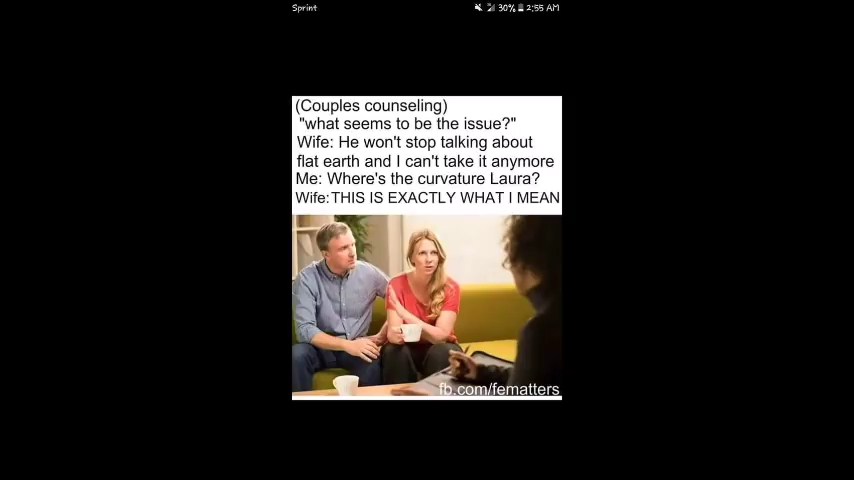 Sprint 30% 2:55 AM
(Couples counseling)
"what seems to be the issue?"
Wife: He won't stop talking about
flat earth and I can't take it anymore
Me: Where's the curvature Laura?
Wife:THIS IS EXACTLY WHAT I MEAN
fb.com/fematters